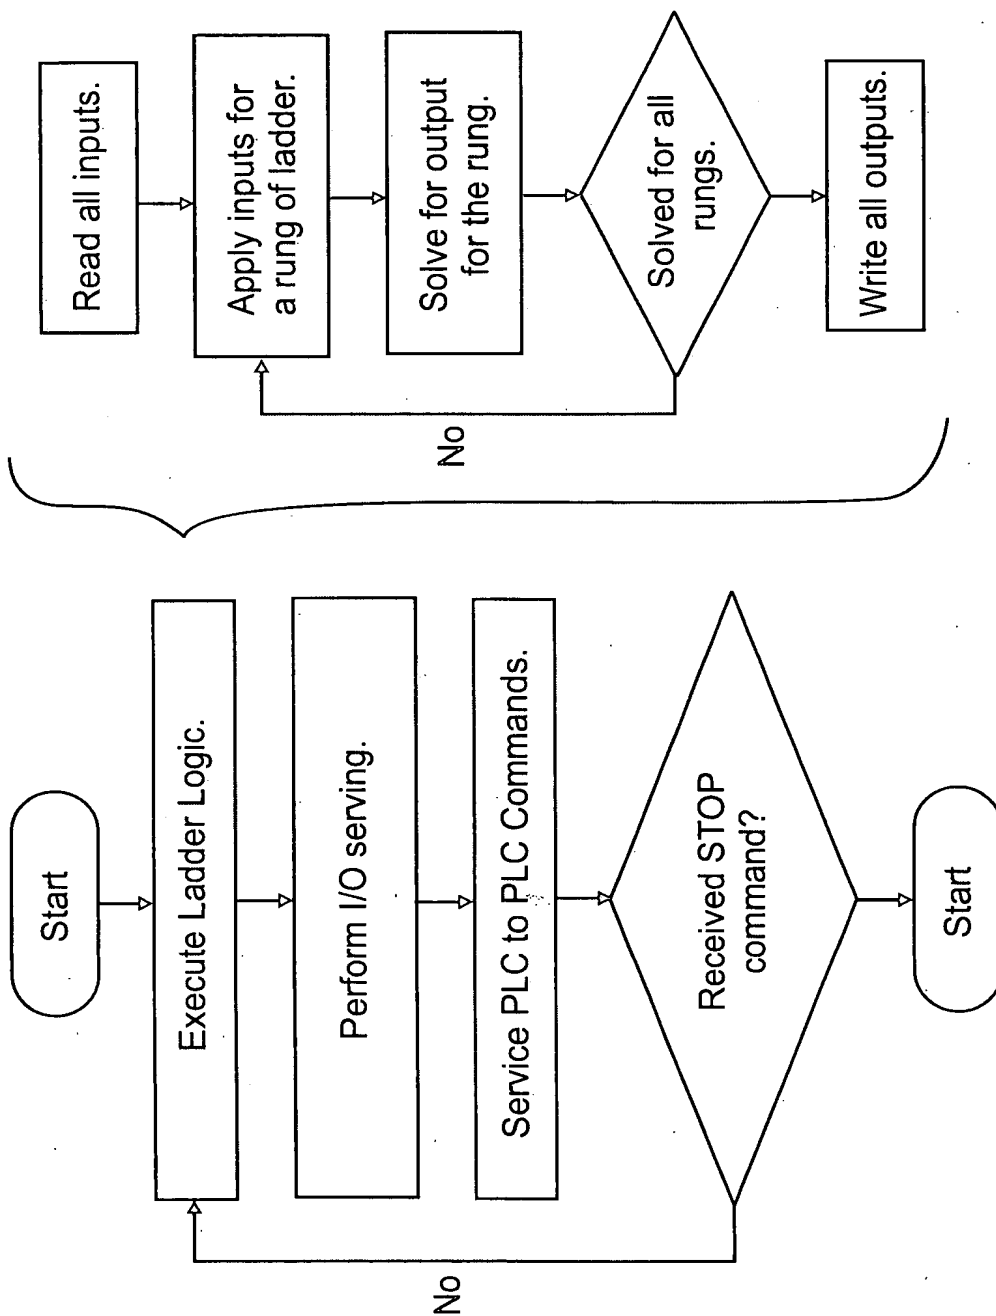 Start
Execute Ladder Logic.
Perform I/O serving.
Service PLC to PLC Commands.
Received STOP
command?
No
Start
Read all inputs.
Apply inputs for
a rung of ladder.
Solve for output
for the rung.
Solved for all
rungs.
No
Write all outputs.